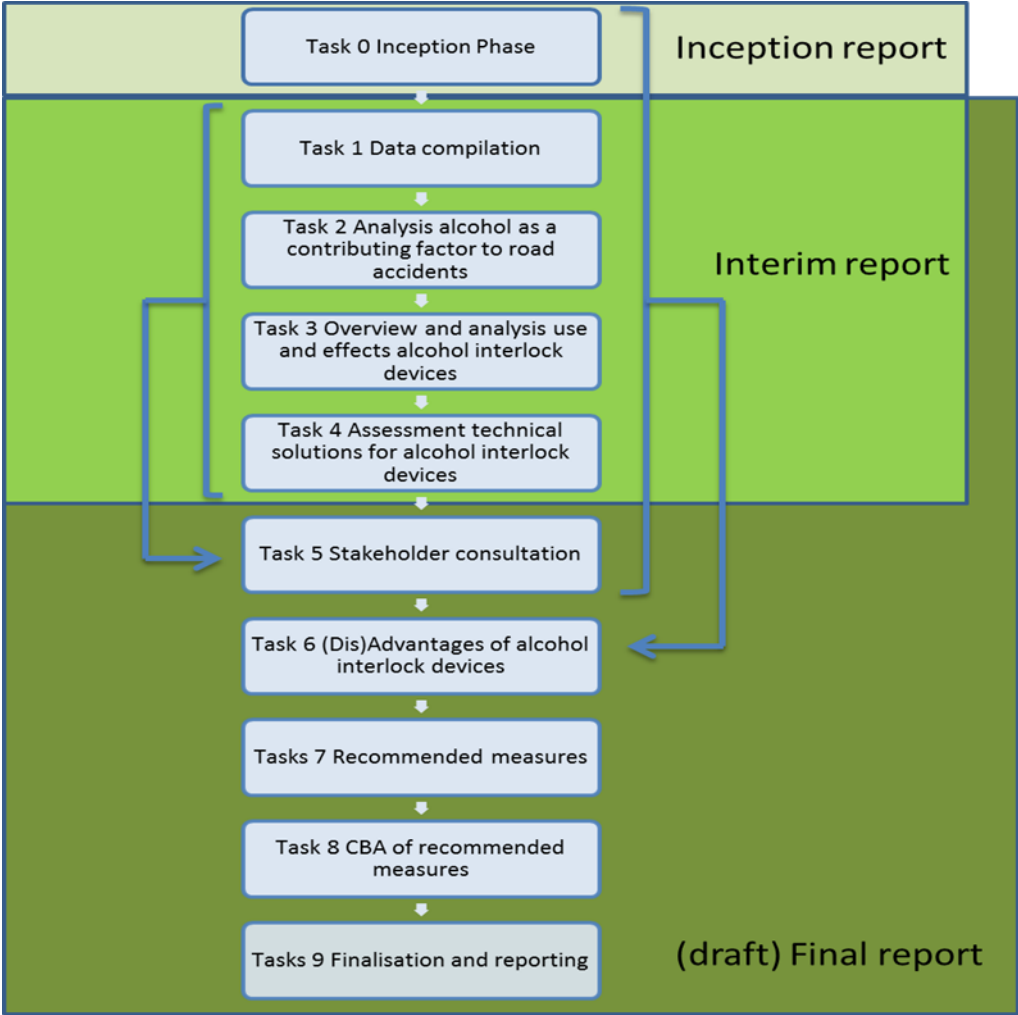 Task 0 Inception Phase
Inception report
Task 1 Data compilation
Task 2 Analysis alcohol as a
contributing factor to road
accidents
Interim report
Task 3 Overview and analysis use
and effects alcohol interlock
devices
Task 4 Assessment technical
solutions for alcohol interlock
devices
Task 5 Stakeholder consultation
Task 6 (Dis)Advantages of alcohol
interlock devices
Tasks 7 Recommended measures
Task 8 CBA of recommended
measures
Tasks 9 Finalisation and reporting
(draft) Final report